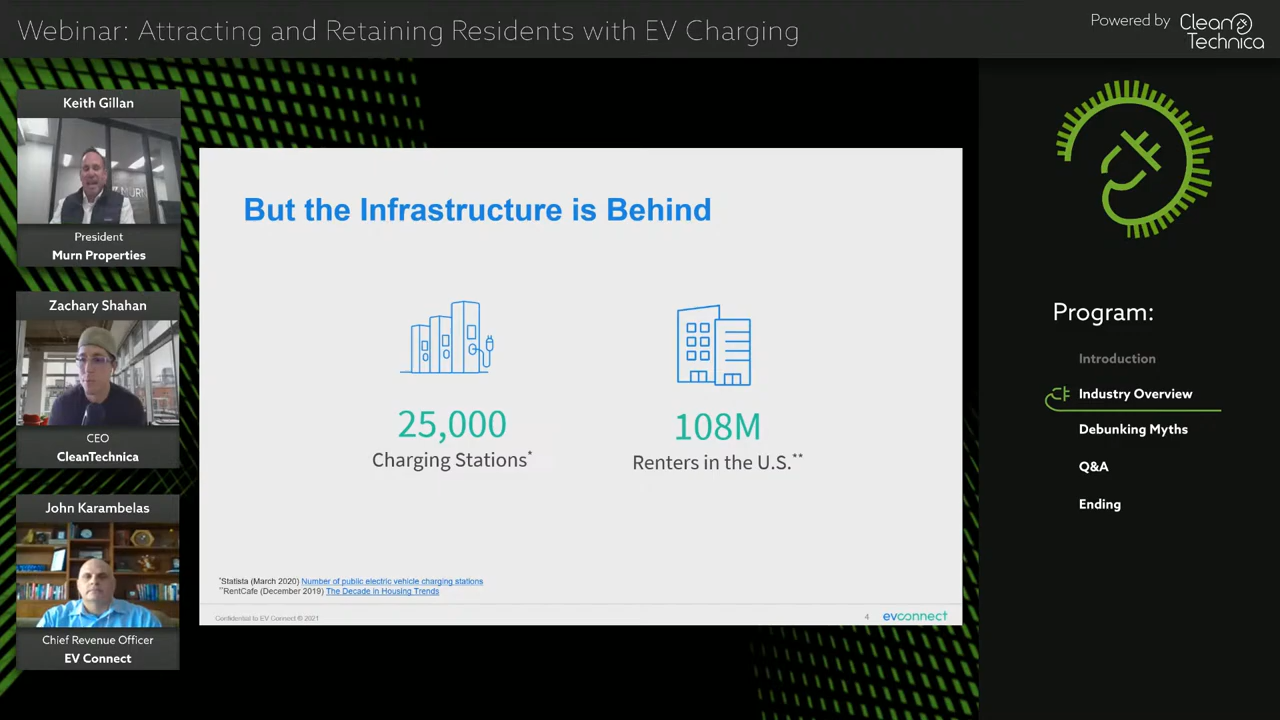 Webinar: Attracting and Retaining Residents with EV Charging
Powered by
Clean
Technica
Keith Gillan
MURN
President
Murn Properties
Zachary Shahan
CEO
CleanTechnica
John Karambelas
Chief Revenue Officer
EV Connect
But the Infrastructure is Behind
25,000
Charging Stations*
108M
Renters in the U.S.**
*Statista (March 2020) Number of public electric vehicle charging stations
**RentCafe (December 2019) The Decade in Housing Trends
Confidential to EV Connect © 2021
4
evconnect
Program:
Introduction
Industry Overview
Debunking Myths
Q&A
Ending